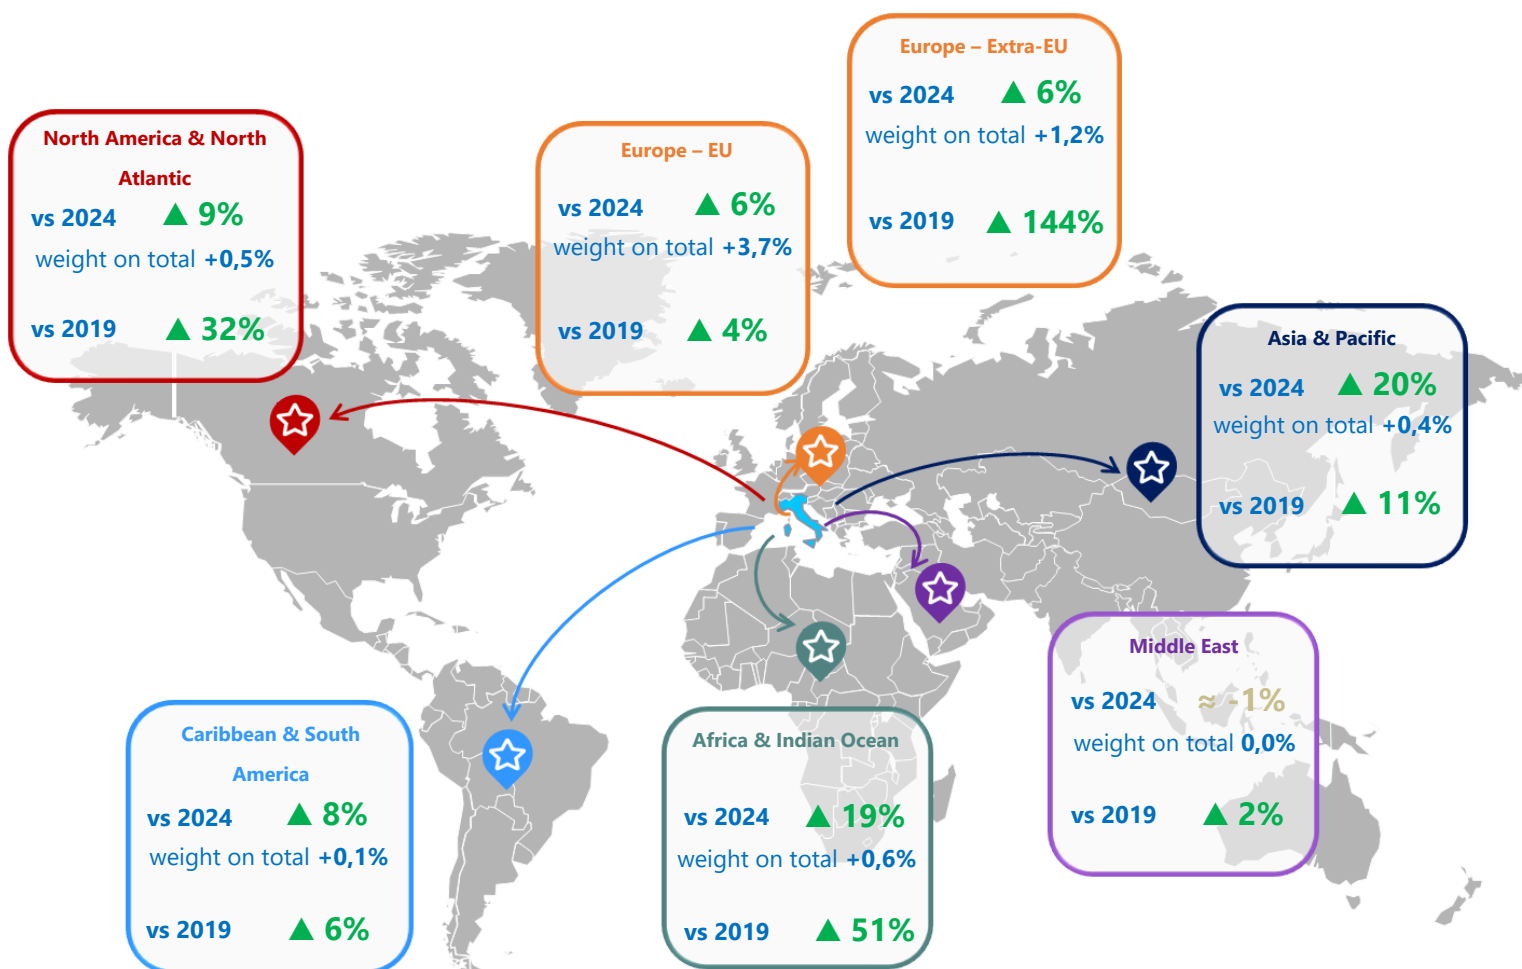 Europe – Extra-EU
vs 2024 ▲ 6%
weight on total +1,2%
vs 2019 ▲ 144%
North America & North
Atlantic
vs 2024 ▲ 9%
weight on total +0,5%
vs 2019 ▲ 32%
Europe – EU
vs 2024 ▲ 6%
weight on total +3,7%
vs 2019 ▲ 4%
Asia & Pacific
vs 2024 ▲ 20%
weight on total +0,4%
vs 2019 ▲ 11%
Middle East
vs 2024 ≈ -1%
weight on total 0,0%
vs 2019 ▲ 2%
Caribbean & South
America
vs 2024 ▲ 8%
weight on total +0,1%
vs 2019 ▲ 6%
Africa & Indian Ocean
vs 2024 ▲ 19%
weight on total +0,6%
vs 2019 ▲ 51%